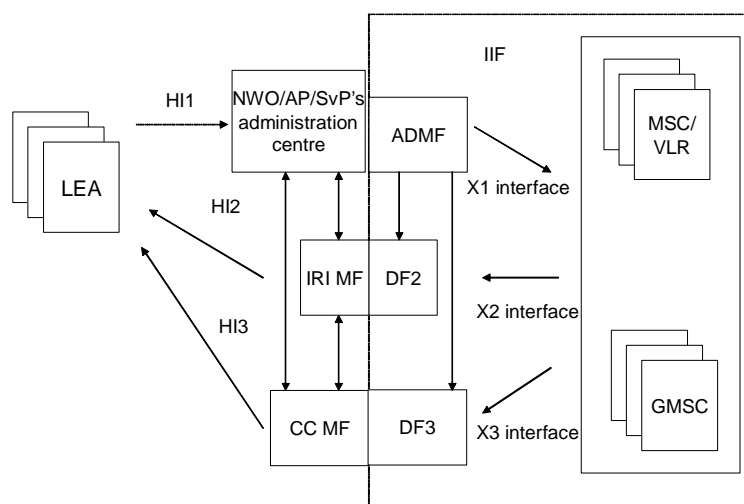 IIF
NWO/AP/SvP's
administration
centre
HI1
ADMF
MSC/
VLR
LEA
X1 interface
HI2
IRI MF
DF2
X2 interface
HI3
CC MF
DF3
X3 interface
GMSC